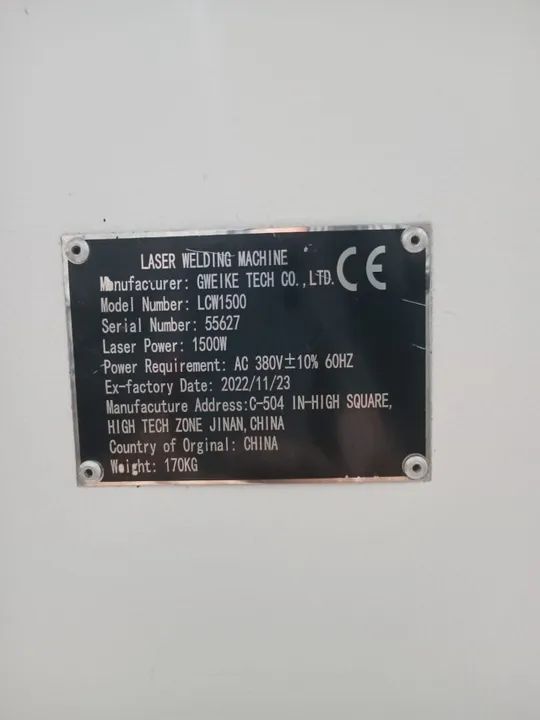 LASER WELDING MACHINE
CE
Manufacturer: GWEIKE TECH CO.,LTD.
Model Number: LCW1500
Serial Number: 55627
Laser Power: 1500W
Power Requirement: AC 380V±10% 60HZ
Ex-factory Date: 2022/11/23
Manufacuture Address:C-504 IN-HIGH SQUARE,
HIGH TECH ZONE JINAN,CHINA
Country of Orginal: CHINA
Weight: 170KG